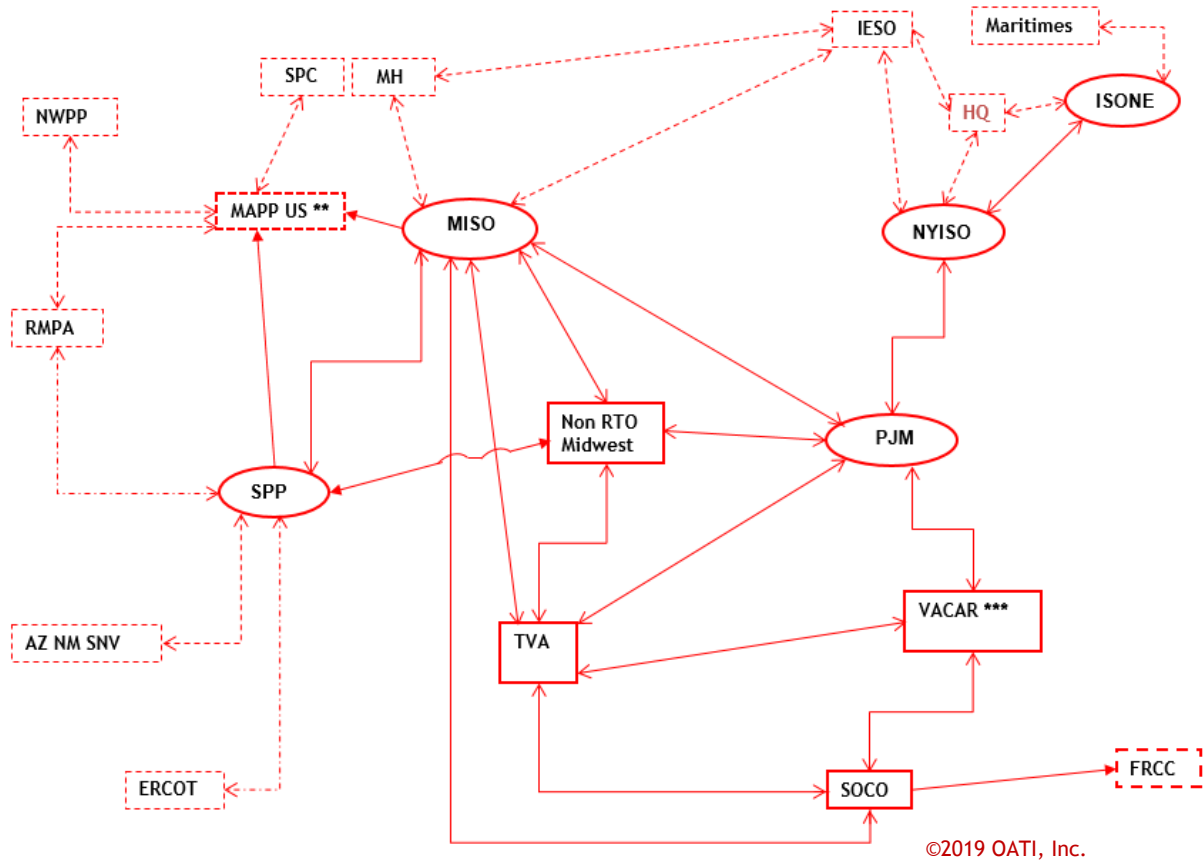 IESO
Maritimes
SPC
MH
ISONE
NWPP
HQ
MAPP US **
MISO
NYISO
RMPA
Non RTO
Midwest
PJM
SPP
VACAR ***
AZ NM SNV
TVA
FRCC
ERCOT
SOCO
©2019 OATI, Inc.